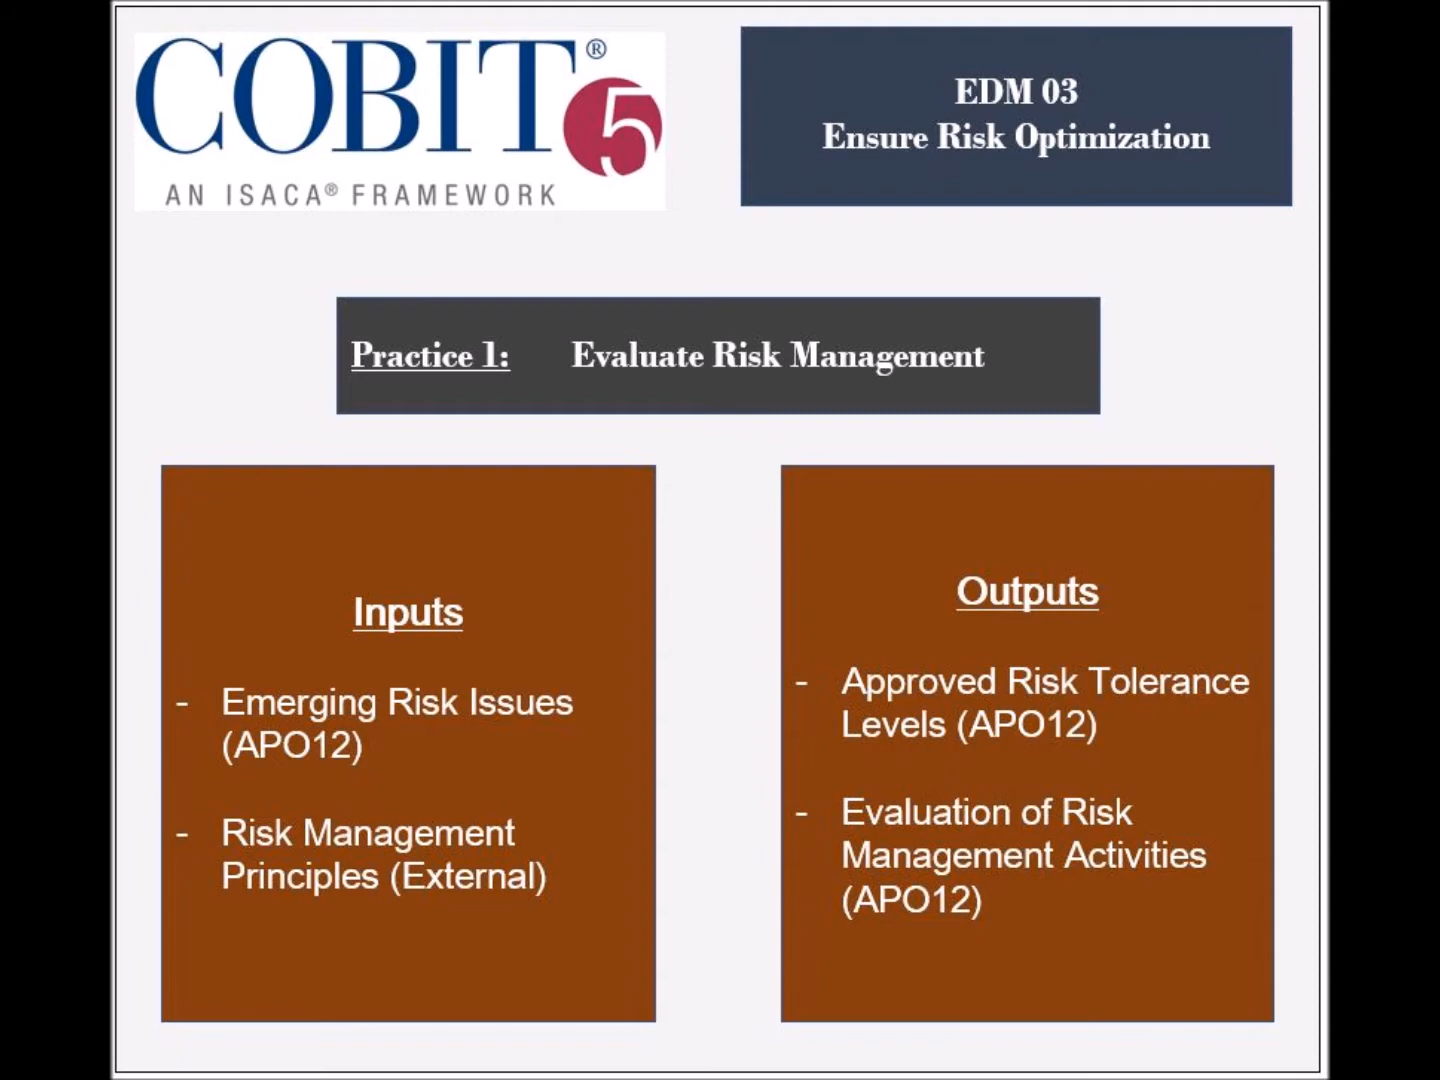 COBIT® 5
AN ISACA® FRAMEWORK
EDM 03
Ensure Risk Optimization
Practice 1: Evaluate Risk Management
Inputs
- Emerging Risk Issues
(APO12)
- Risk Management
Principles (External)
Outputs
- Approved Risk Tolerance
Levels (APO12)
- Evaluation of Risk
Management Activities
(APO12)